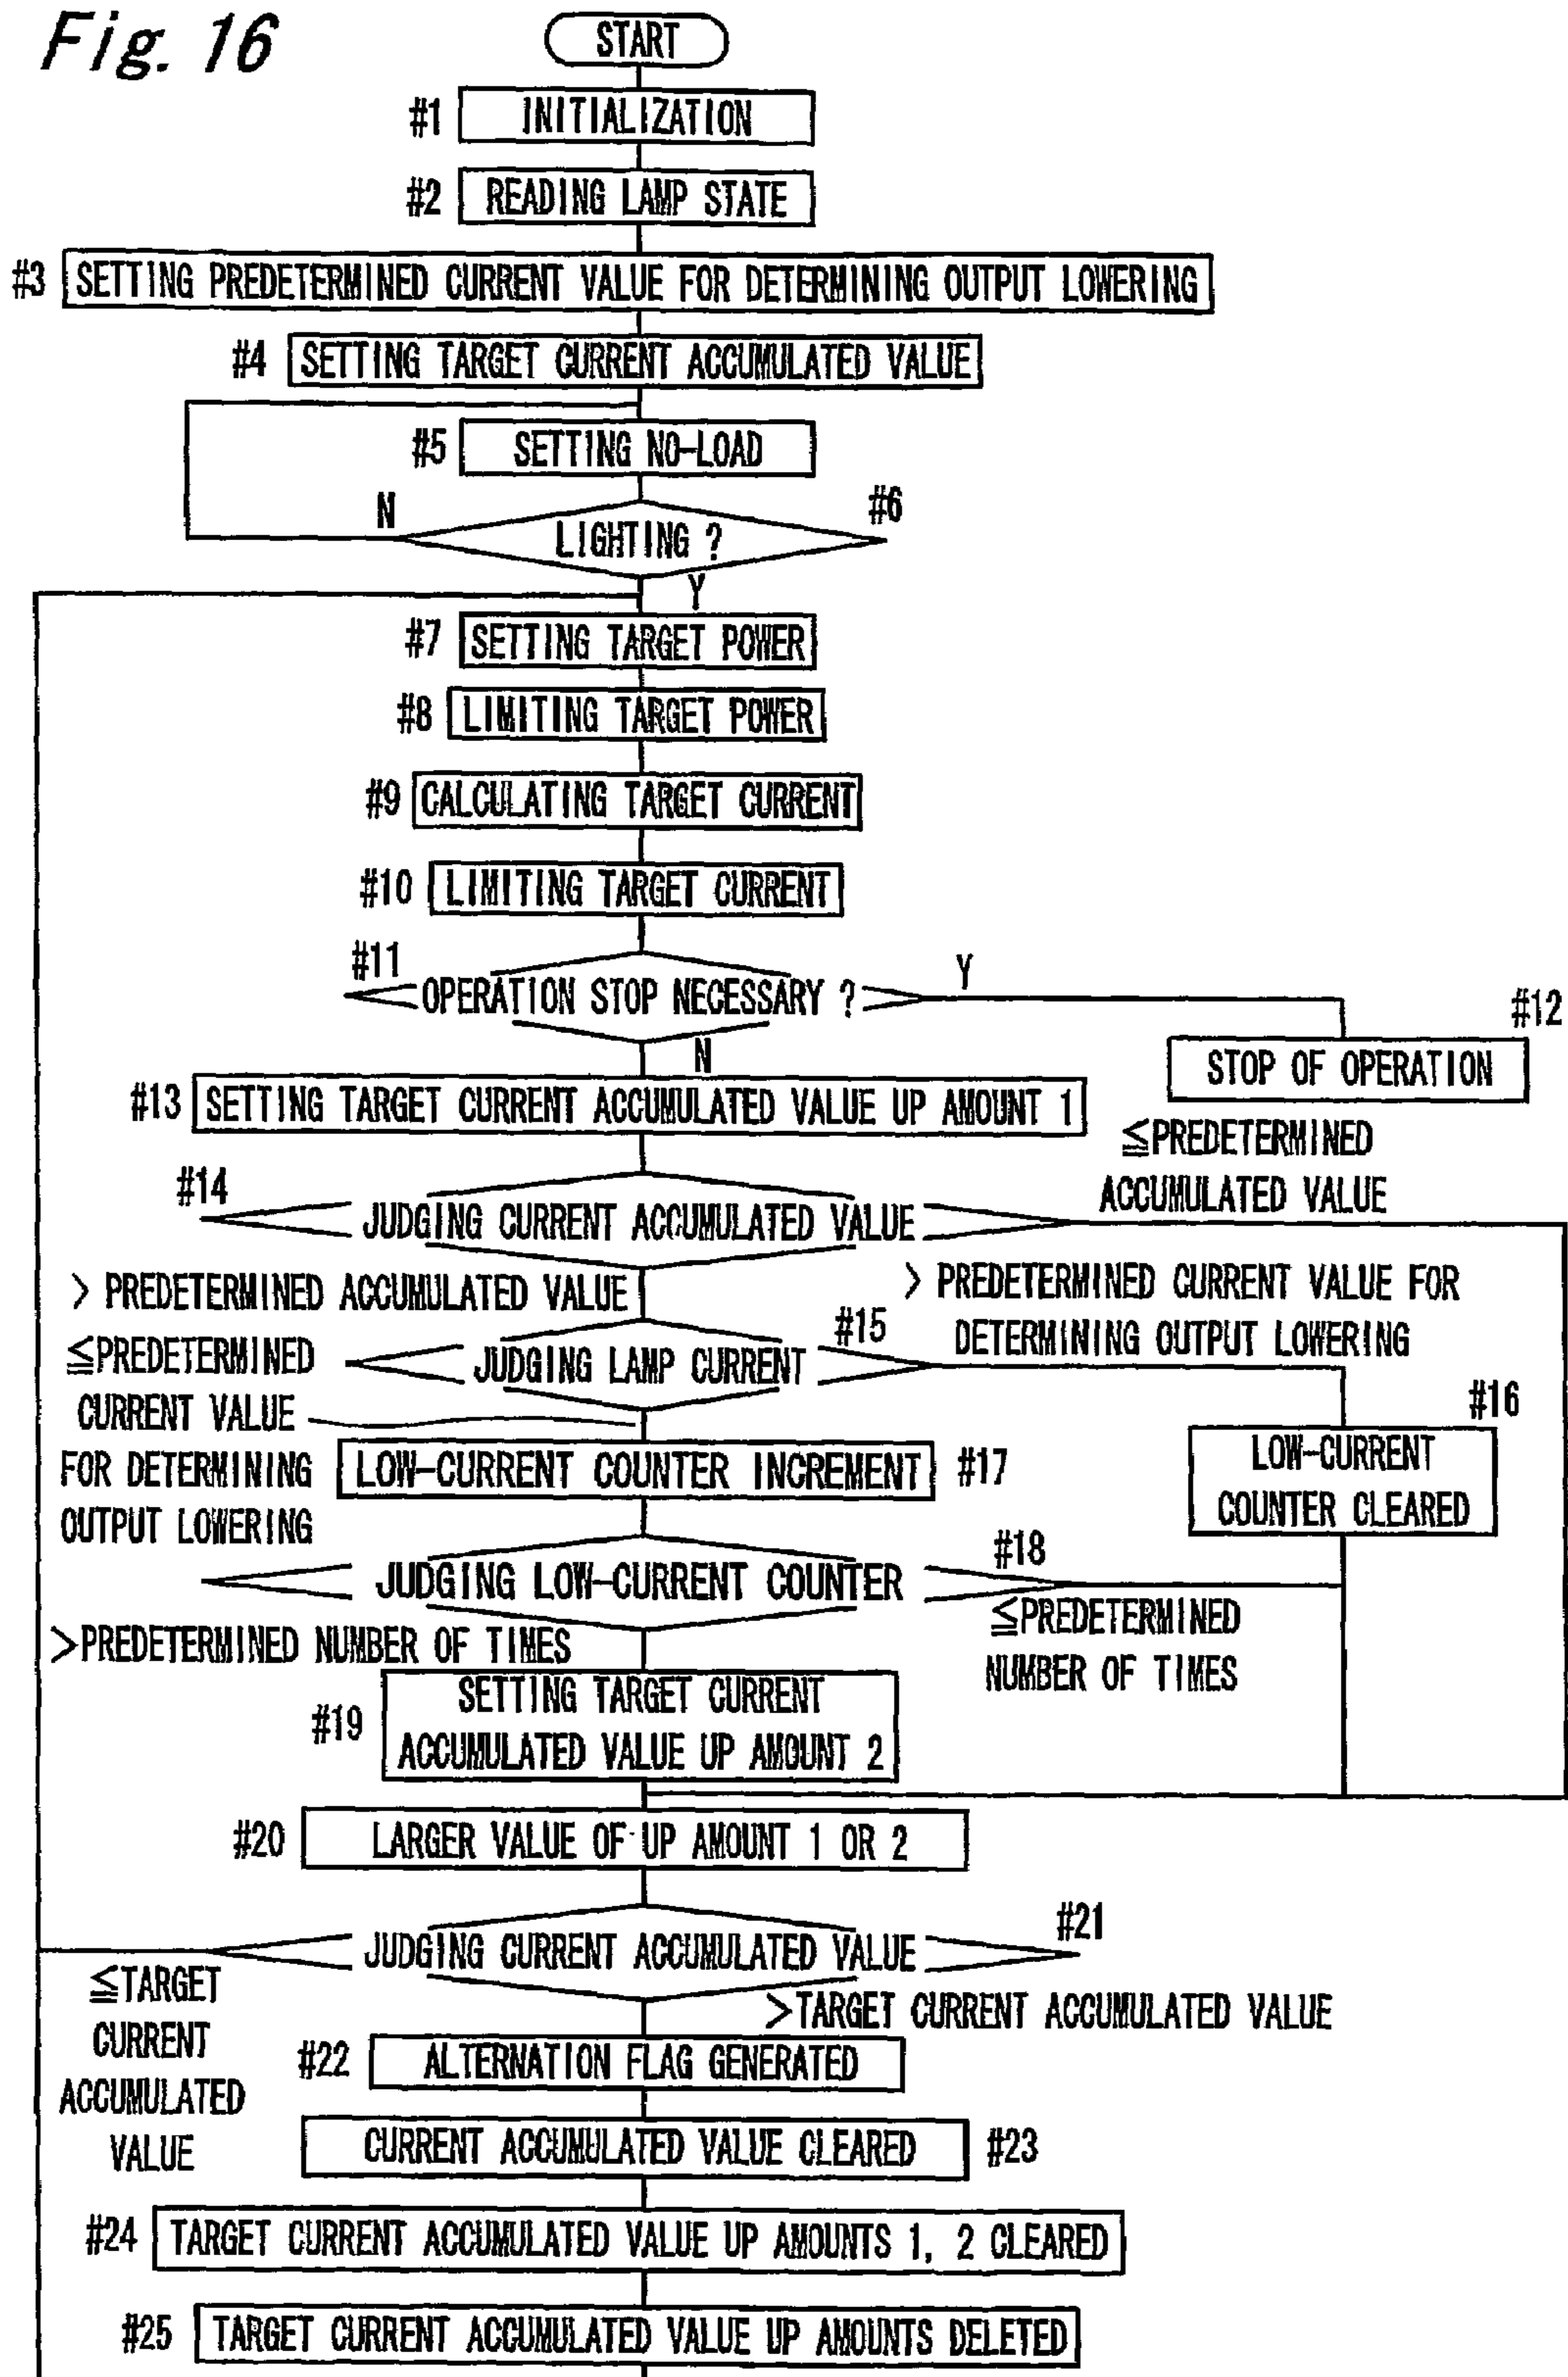 Fig. 16
START
#1 INITIALIZATION
#2 READING LAMP STATE
#3 SETTING PREDETERMINED CURRENT VALUE FOR DETERMINING OUTPUT LOWERING
#4 SETTING TARGET CURRENT ACCUMULATED VALUE
#5 SETTING NO-LOAD
N
#6
LIGHTING ?
Y
#7 SETTING TARGET POWER
#8 LIMITING TARGET POWER
#9 CALCULATING TARGET CURRENT
#10 LIMITING TARGET CURRENT
#11
OPERATION STOP NECESSARY ?
Y
N
#12
STOP OF OPERATION
#13 SETTING TARGET CURRENT ACCUMULATED VALUE UP AMOUNT 1
≦PREDETERMINED
ACCUMULATED VALUE
#14
JUDGING CURRENT ACCUMULATED VALUE
> PREDETERMINED ACCUMULATED VALUE
> PREDETERMINED CURRENT VALUE FOR
DETERMINING OUTPUT LOWERING
#15
JUDGING LAMP CURRENT
≦PREDETERMINED
CURRENT VALUE
FOR DETERMINING
OUTPUT LOWERING
#16
LOW-CURRENT
COUNTER CLEARED
LOW-CURRENT COUNTER INCREMENT #17
#18
JUDGING LOW-CURRENT COUNTER
≦PREDETERMINED
NUMBER OF TIMES
>PREDETERMINED NUMBER OF TIMES
#19
SETTING TARGET CURRENT
ACCUMULATED VALUE UP AMOUNT 2
#20 LARGER VALUE OF UP AMOUNT 1 OR 2
#21
JUDGING CURRENT ACCUMULATED VALUE
≦TARGET
CURRENT
ACCUMULATED
VALUE
>TARGET CURRENT ACCUMULATED VALUE
#22 ALTERNATION FLAG GENERATED
CURRENT ACCUMULATED VALUE CLEARED #23
#24 TARGET CURRENT ACCUMULATED VALUE UP AMOUNTS 1, 2 CLEARED
#25 TARGET CURRENT ACCUMULATED VALUE UP AMOUNTS DELETED